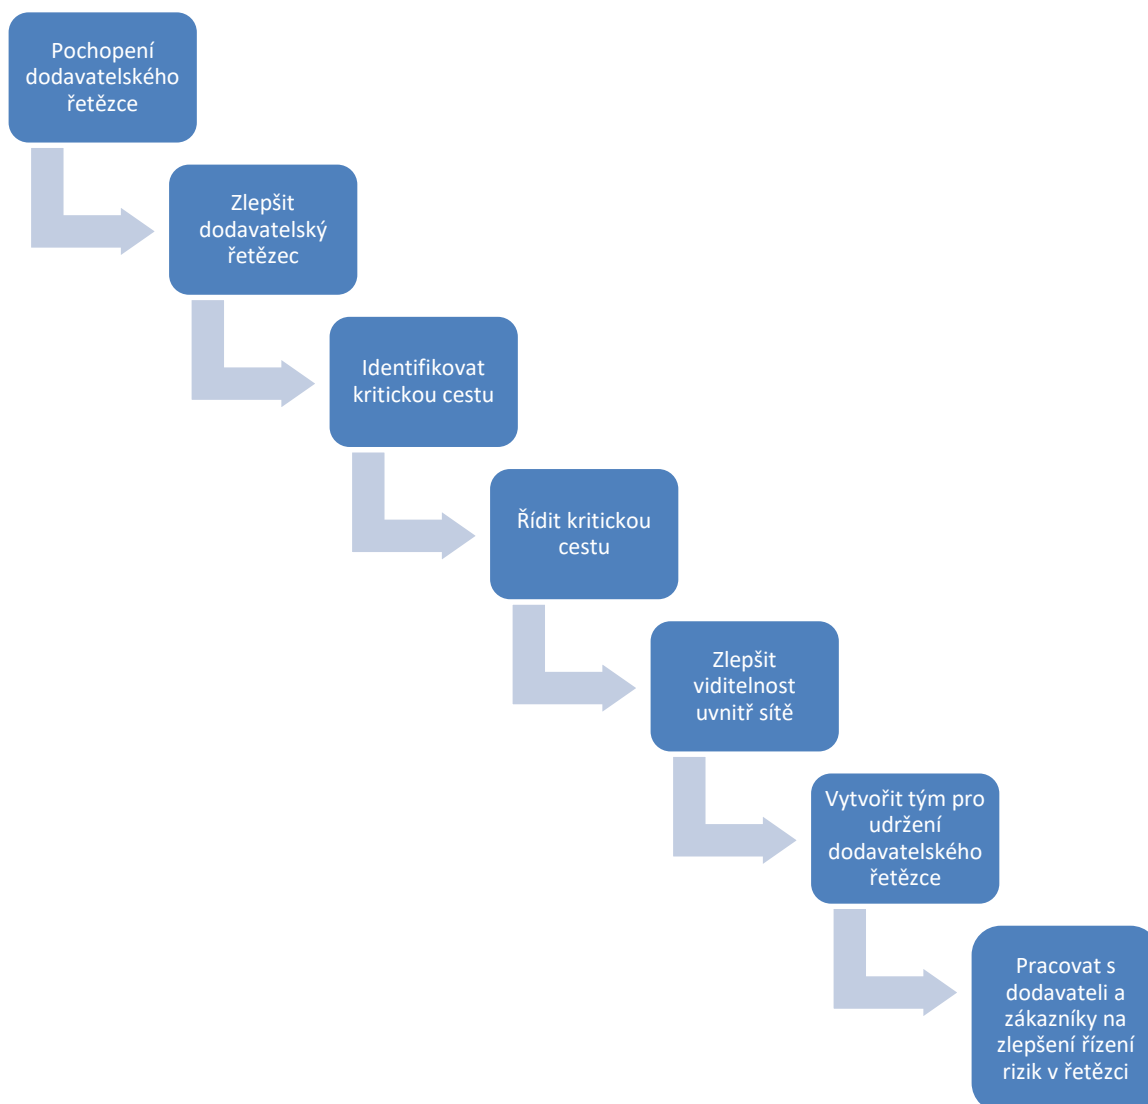 Pochopení
dodavatelského
řetězce
Zlepšit
dodavatelský
řetězec
Identifikovat
kritickou cestu
Řídit kritickou
cestu
Zlepšit
viditelnost
uvnitř sítě
Vytvořit tým pro
udržení
dodavatelského
řetězce
Pracovat s
dodavateli a
zákazníky na
zlepšení řízení
rizik v řetězci